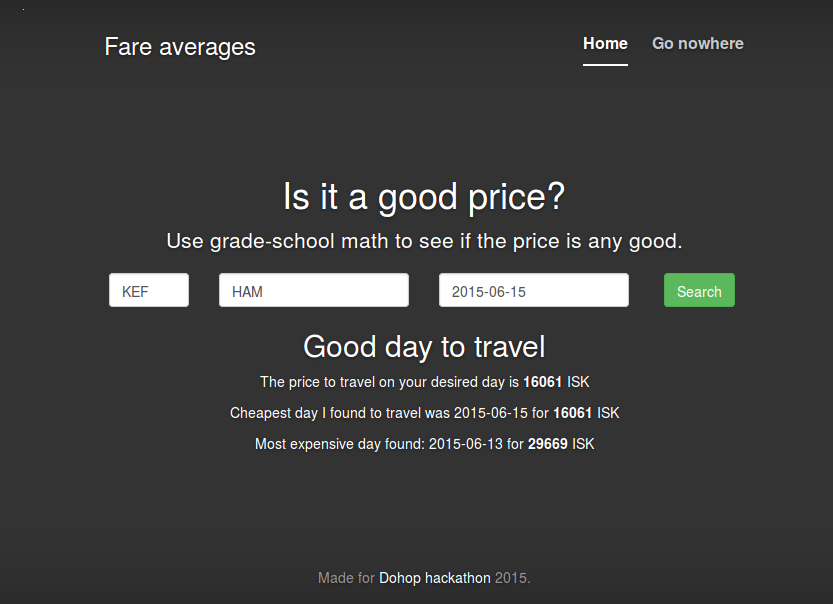 Fare averages
Home
Go nowhere
Is it a good price?
Use grade-school math to see if the price is any good.
KEF
HAM
2015-06-15
Search
Good day to travel
The price to travel on your desired day is 16061 ISK
Cheapest day I found to travel was 2015-06-15 for 16061 ISK
Most expensive day found: 2015-06-13 for 29669 ISK
Made for Dohop hackathon 2015.